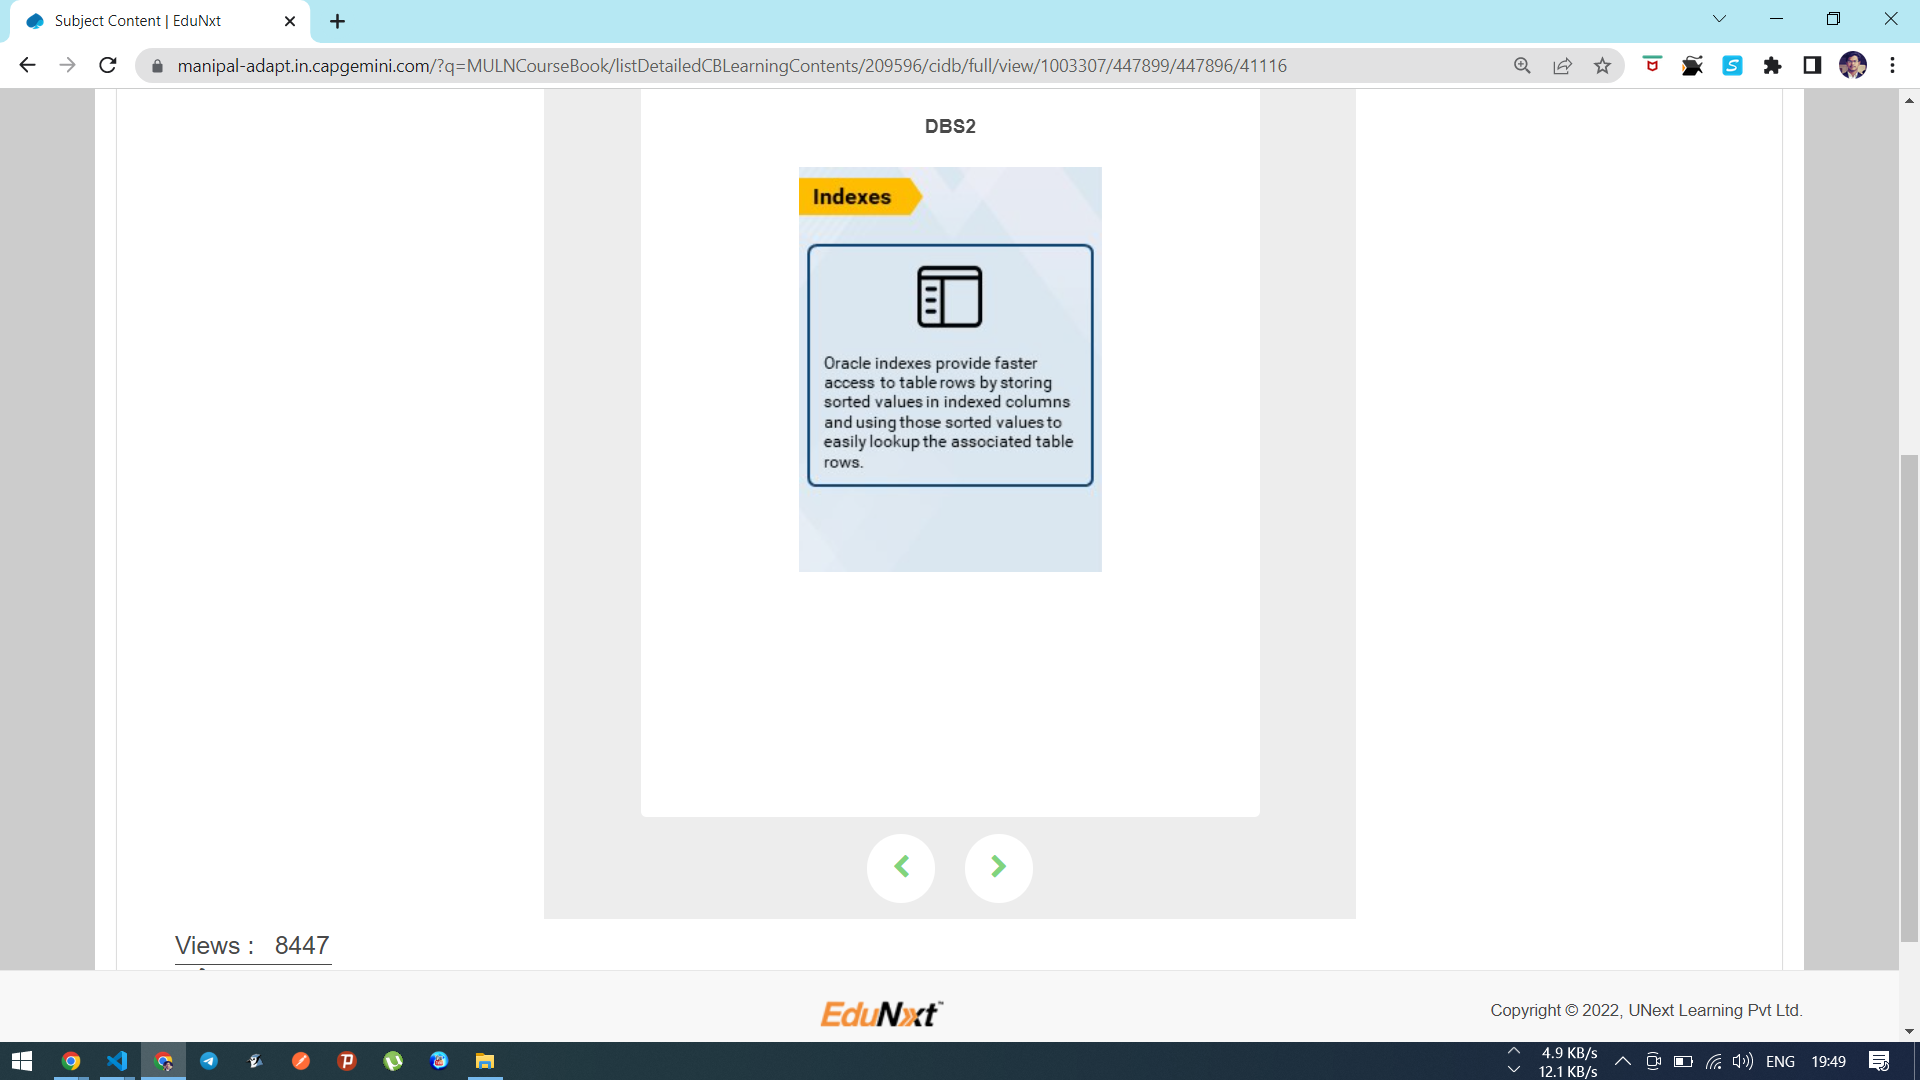 Subject Content | EduNxt
manipal-adapt.in.capgemini.com/?q=MULNCourseBook/listDetailedCBLearningContents/209596/cidb/full/view/1003307/447899/447896/41116
DBS2
Indexes
Oracle indexes provide faster
access to table rows by storing
sorted values in indexed columns
and using those sorted values to
easily lookup the associated table
rows.
Views : 8447
EduNxt
Copyright © 2022, UNext Learning Pvt Ltd.
4.9 KB/s
12.1 KB/s
ENG
19:49